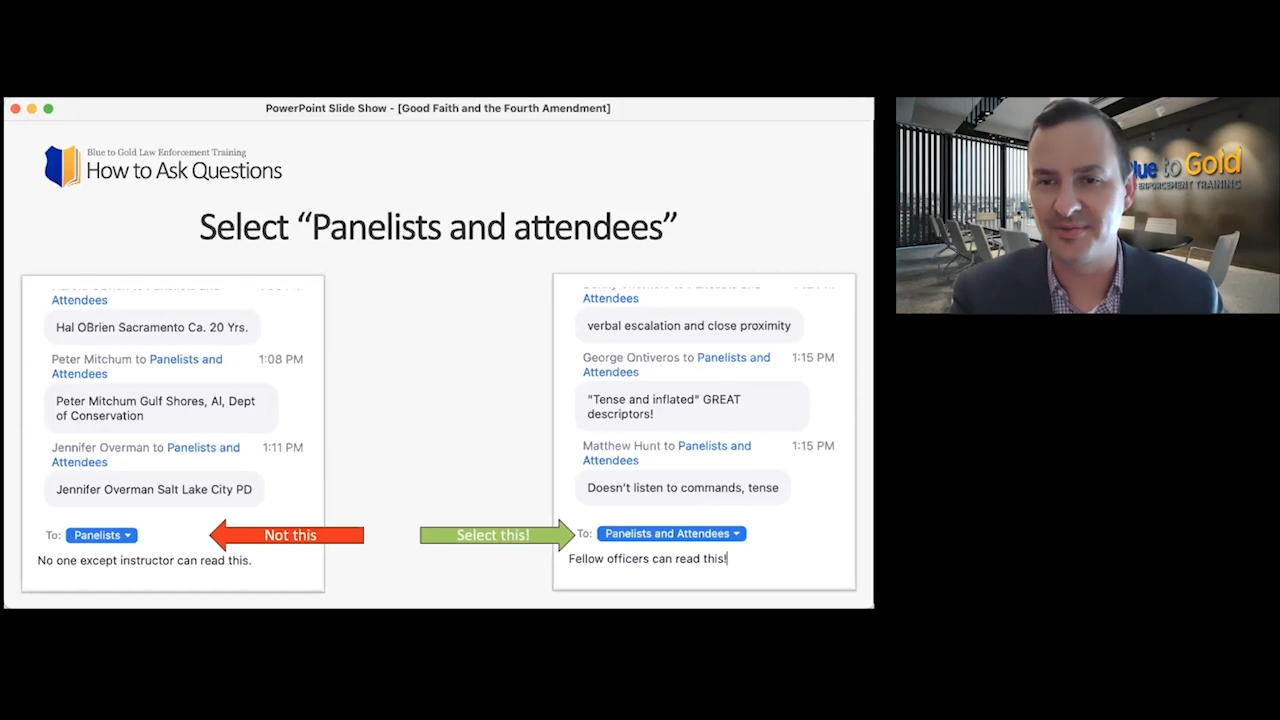 PowerPoint Slide Show - [Good Faith and the Fourth Amendment]
Blue to Gold Law Enforcement Training
How to Ask Questions
Select “Panelists and attendees”
Attendees
Hal OBrien Sacramento Ca. 20 Yrs.
Peter Mitchum to Panelists and 1:08 PM
Attendees
Peter Mitchum Gulf Shores, Al, Dept
of Conservation
Jennifer Overman to Panelists and 1:11 PM
Attendees
Jennifer Overman Salt Lake City PD
To: Panelists
No one except instructor can read this.
Not this
Select this!
Attendees
verbal escalation and close proximity
George Ontiveros to Panelists and 1:15 PM
Attendees
"Tense and inflated" GREAT
descriptors!
Matthew Hunt to Panelists and 1:15 PM
Attendees
Doesn't listen to commands, tense
To: Panelists and Attendees
Fellow officers can read this!
lue to Gold
ENFORCEMENT TRAINING